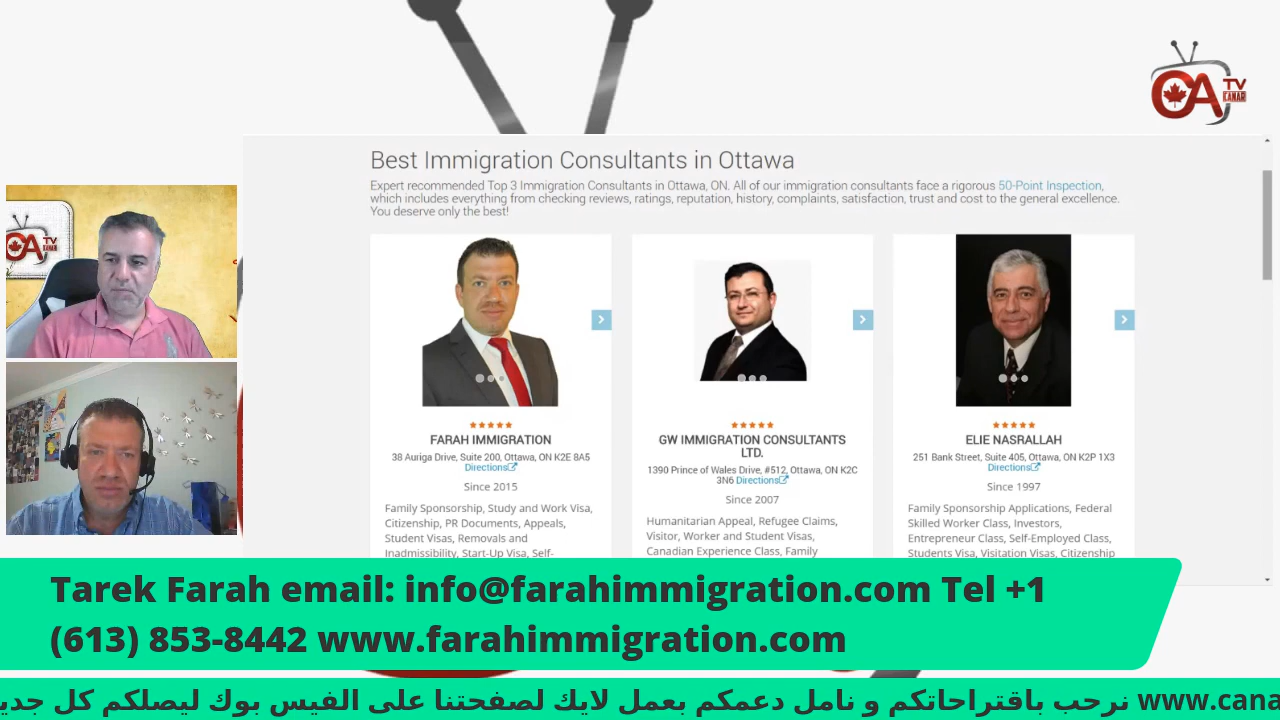 CA TV
CANAR
Best Immigration Consultants in Ottawa
Expert recommended Top 3 Immigration Consultants in Ottawa, ON. All of our immigration consultants face a rigorous 50-Point Inspection,
which includes everything from checking reviews, ratings, reputation, history, complaints, satisfaction, trust and cost to the general excellence.
You deserve only the best!
FARAH IMMIGRATION
38 Auriga Drive, Suite 200, Ottawa, ON K2E 8A5
Directions
Since 2015
Family Sponsorship, Study and Work Visa,
Citizenship, PR Documents, Appeals,
Student Visas, Removals and
Inadmissibility, Start-Up Visa, Self-
GW IMMIGRATION CONSULTANTS
LTD.
1390 Prince of Wales Drive, #512, Ottawa, ON K2C
3N6 Directions
Since 2007
Humanitarian Appeal, Refugee Claims,
Visitor, Worker and Student Visas,
Canadian Experience Class, Family
ELIE NASRALLAH
251 Bank Street, Suite 405, Ottawa, ON K2P 1X3
Directions
Since 1997
Family Sponsorship Applications, Federal
Skilled Worker Class, Investors,
Entrepreneur Class, Self-Employed Class,
Students Visa, Visitation Visas, Citizenship
CA TV
CANAR
Tarek Farah email: info@farahimmigration.com Tel +1
(613) 853-8442 www.farahimmigration.com
www.cana نرحب باقتراحاتكم و نامل دعمكم بعمل لايك لصفحتنا على الفيس بوك ليصلكم كل جدي